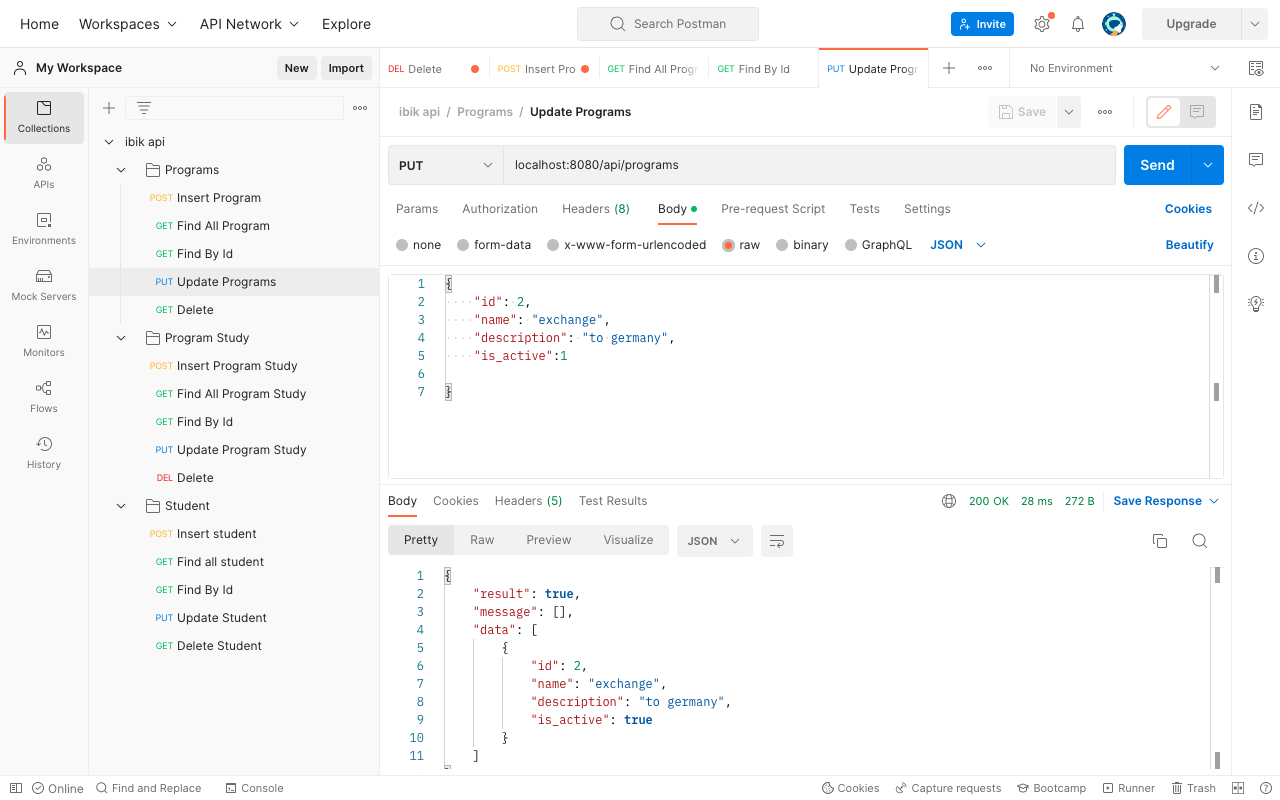 Home Workspaces API Network Explore Search Postman Invite Upgrade
My Workspace New Import DEL Delete POST Insert Pro GET Find All Prog GET Find By Id PUT Update Progr No Environment
Collections
APIs
Environments
Mock Servers
Monitors
Flows
History
ibik api
Programs
POST Insert Program
GET Find All Program
GET Find By Id
PUT Update Programs
GET Delete
Program Study
POST Insert Program Study
GET Find All Program Study
GET Find By Id
PUT Update Program Study
DEL Delete
Student
POST Insert student
GET Find all student
GET Find By Id
PUT Update Student
GET Delete Student
ibik api / Programs / Update Programs Save
PUT localhost:8080/api/programs Send
Params Authorization Headers (8) Body Pre-request Script Tests Settings Cookies
none form-data x-www-form-urlencoded raw binary GraphQL JSON Beautify
1 {
2 "id": 2,
3 "name": "exchange",
4 "description": "to germany",
5 "is_active":1
6
7 }
Body Cookies Headers (5) Test Results 200 OK 28 ms 272 B Save Response
Pretty Raw Preview Visualize JSON
1 {
2 "result": true,
3 "message": [],
4 "data": [
5 {
6 "id": 2,
7 "name": "exchange",
8 "description": "to germany",
9 "is_active": true
10 }
11 ]
Online Find and Replace Console Cookies Capture requests Bootcamp Runner Trash